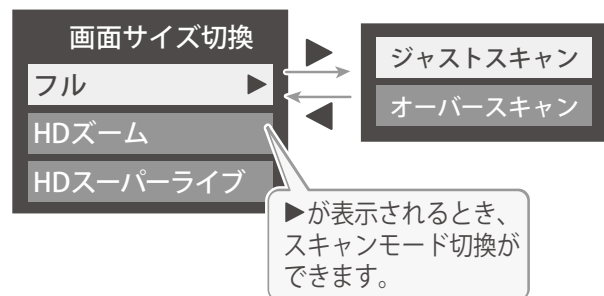 画面サイズ切換
フル ▶
HDズーム
HDスーパーライブ
▶
◀
ジャストスキャン
オーバースキャン
▶が表示されるとき、
スキャンモード切換が
できます。